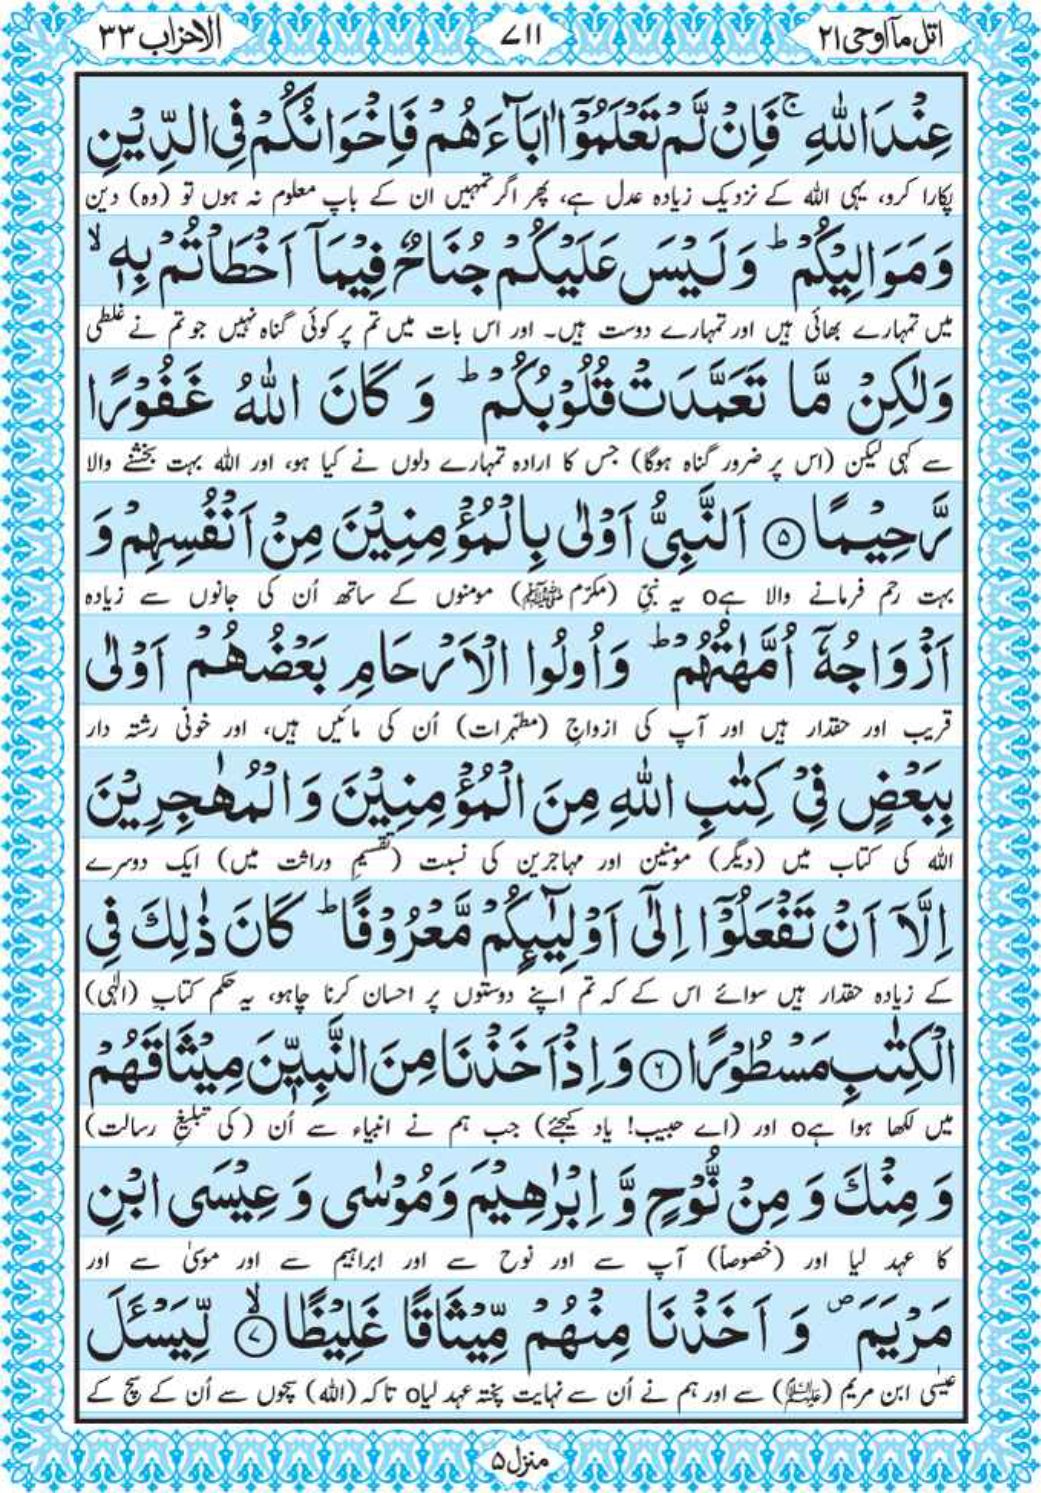 اتل مآ اوحی ۲۱
۷۱۱
الاحزاب ۳۳
عِنْدَ اللّٰهِ ۚ فَاِنْ لَّمْ تَعْلَمُوْۤا اٰبَآءَهُمْ فَاِخْوَانُكُمْ فِی الدِّیْنِ
پکارا کرو، یہی اللہ کے نزدیک زیادہ عدل ہے، پھر اگر تمہیں ان کے باپ معلوم نہ ہوں تو (وہ) دین
وَ مَوَالِیْكُمْ ؕ وَ لَیْسَ عَلَیْكُمْ جُنَاحٌ فِیْمَاۤ اَخْطَاْتُمْ بِهٖ ۙ
میں تمہارے بھائی ہیں اور تمہارے دوست ہیں۔ اور اس بات میں تم پر کوئی گناہ نہیں جو تم نے غلطی
وَلٰكِنْ مَّا تَعَمَّدَتْ قُلُوْبُكُمْ ؕ وَ كَانَ اللّٰهُ غَفُوْرًا
سے کہی لیکن (اس پر ضرور گناہ ہوگا) جس کا ارادہ تمہارے دلوں نے کیا ہو، اور اللہ بہت بخشنے والا
رَّحِیْمًا ۵ اَلنَّبِیُّ اَوْلٰی بِالْمُؤْمِنِیْنَ مِنْ اَنْفُسِهِمْ وَ
بہت رحم فرمانے والا ہے٥ یہ نبیِّ (مکرّم ﷺ) مومنوں کے ساتھ اُن کی جانوں سے زیادہ
اَزْوَاجُهٗۤ اُمَّهٰتُهُمْ ؕ وَ اُولُوا الْاَرْحَامِ بَعْضُهُمْ اَوْلٰی
قریب اور حقدار ہیں اور آپ کی ازواجِ (مطہّرات) اُن کی مائیں ہیں، اور خونی رشتہ دار
بِبَعْضٍ فِیْ كِتٰبِ اللّٰهِ مِنَ الْمُؤْمِنِیْنَ وَ الْمُهٰجِرِیْنَ
اللہ کی کتاب میں (دیگر) مومنین اور مہاجرین کی نسبت (تقسیمِ وراثت میں) ایک دوسرے
اِلَّاۤ اَنْ تَفْعَلُوْۤا اِلٰۤی اَوْلِیٰٓىِٕكُمْ مَّعْرُوْفًا ؕ كَانَ ذٰلِكَ فِی
کے زیادہ حقدار ہیں سوائے اس کے کہ تم اپنے دوستوں پر احسان کرنا چاہو، یہ حکم کتابِ (الٰہی)
الْكِتٰبِ مَسْطُوْرًا ۶ وَ اِذْ اَخَذْنَا مِنَ النَّبِیّٖنَ مِیْثَاقَهُمْ
میں لکھا ہوا ہے٥ اور (اے حبیب! یاد کیجئے) جب ہم نے انبیاء سے اُن (کی تبلیغِ رسالت)
وَ مِنْكَ وَ مِنْ نُّوْحٍ وَّ اِبْرٰهِیْمَ وَ مُوْسٰی وَ عِیْسَی ابْنِ
کا عہد لیا اور (خصوصاً) آپ سے اور نوح سے اور ابراہیم سے اور موسیٰ سے اور
مَرْیَمَ ۪ وَ اَخَذْنَا مِنْهُمْ مِّیْثَاقًا غَلِیْظًا ۙ ۷ لِّیَسْـَٔلَ
عیسٰی ابن مریم (علیہ السلام) سے اور ہم نے اُن سے نہایت پختہ عہد لیا٥ تاکہ (اللہ) سچوں سے اُن کے سچ کے
منزل ۵